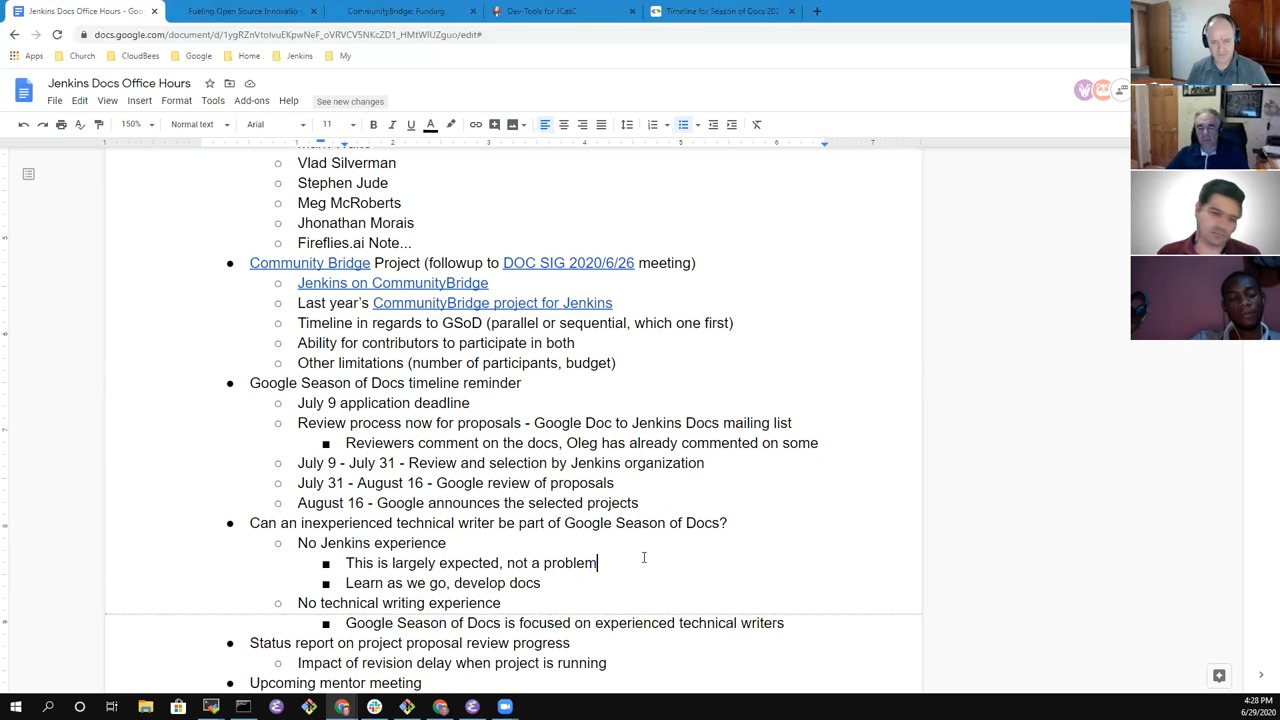 Jenkins Docs Office Hours - Goo
Fueling Open Source Innovation
CommunityBridge: Funding
Dev-Tools for JCasC
Timeline for Season of Docs 202
docs.google.com/document/d/
/edit#
Apps
Church
CloudBees
Google
Home
Jenkins
My
Jenkins Docs Office Hours
File Edit View Insert Format Tools Add-ons Help See new changes
150% Normal text Arial 11 B I U A
1 1 2 3 4 5 6 7
Vlad Silverman
Stephen Jude
Meg McRoberts
Jhonathan Morais
Fireflies.ai Note...
Community Bridge Project (followup to DOC SIG 2020/6/26 meeting)
Jenkins on CommunityBridge
Last year's CommunityBridge project for Jenkins
Timeline in regards to GSoD (parallel or sequential, which one first)
Ability for contributors to participate in both
Other limitations (number of participants, budget)
Google Season of Docs timeline reminder
July 9 application deadline
Review process now for proposals - Google Doc to Jenkins Docs mailing list
Reviewers comment on the docs, Oleg has already commented on some
July 9 - July 31 - Review and selection by Jenkins organization
July 31 - August 16 - Google review of proposals
August 16 - Google announces the selected projects
Can an inexperienced technical writer be part of Google Season of Docs?
No Jenkins experience
This is largely expected, not a problem
Learn as we go, develop docs
No technical writing experience
Google Season of Docs is focused on experienced technical writers
Status report on project proposal review progress
Impact of revision delay when project is running
Upcoming mentor meeting
4:28 PM
6/29/2020